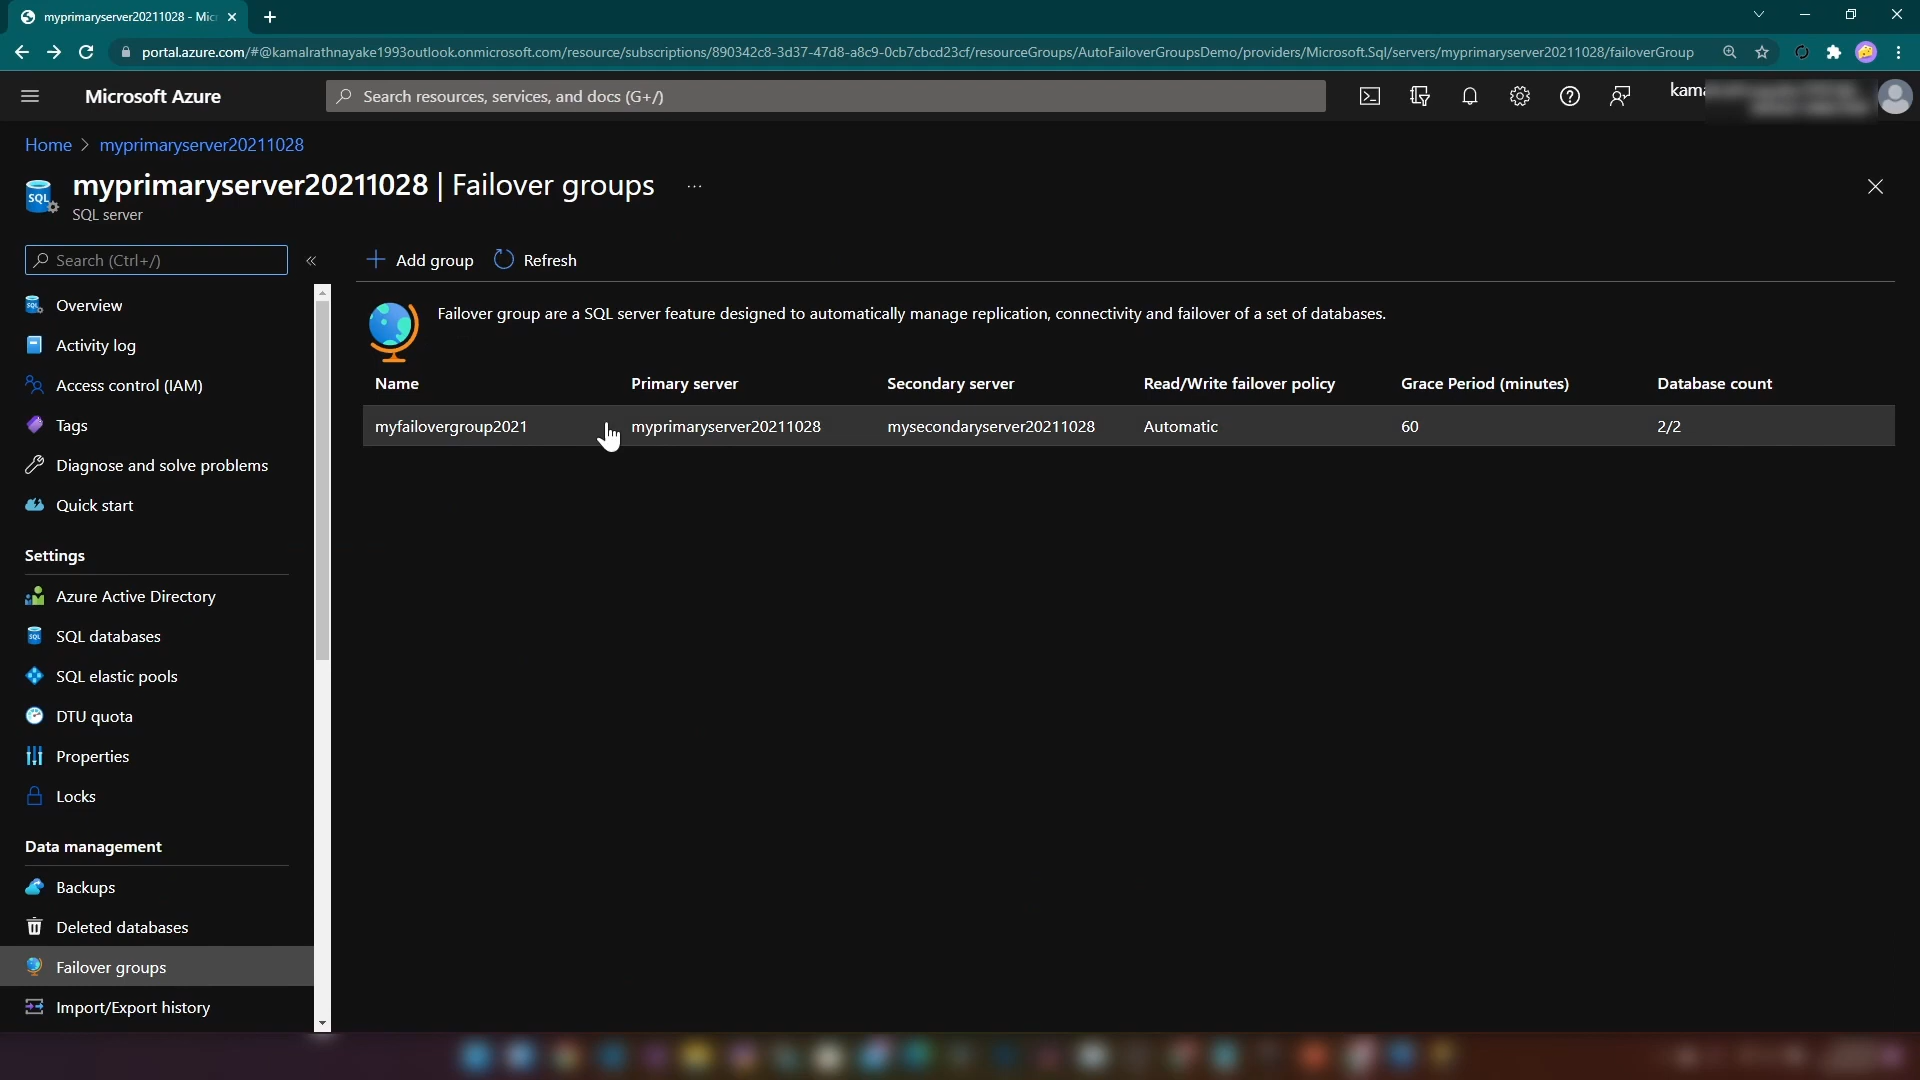 myprimaryserver20211028 - Mic
portal.azure.com/#@kamalrathnayake1993outlook.onmicrosoft.com/resource/subscriptions/890342c8-3d37-47d8-a8c9-0cb7cbcd23cf/resourceGroups/AutoFailoverGroupsDemo/providers/Microsoft.Sql/servers/myprimaryserver20211028/failoverGroup
Microsoft Azure
Search resources, services, and docs (G+/)
Home > myprimaryserver20211028
myprimaryserver20211028 | Failover groups ...
SQL server
Search (Ctrl+/)
«
Add group
Refresh
Overview
Activity log
Access control (IAM)
Tags
Diagnose and solve problems
Quick start
Settings
Azure Active Directory
SQL databases
SQL elastic pools
DTU quota
Properties
Locks
Data management
Backups
Deleted databases
Failover groups
Import/Export history
Failover group are a SQL server feature designed to automatically manage replication, connectivity and failover of a set of databases.
Name Primary server Secondary server Read/Write failover policy Grace Period (minutes) Database count
myfailovergroup2021 myprimaryserver20211028 mysecondaryserver20211028 Automatic 60 2/2